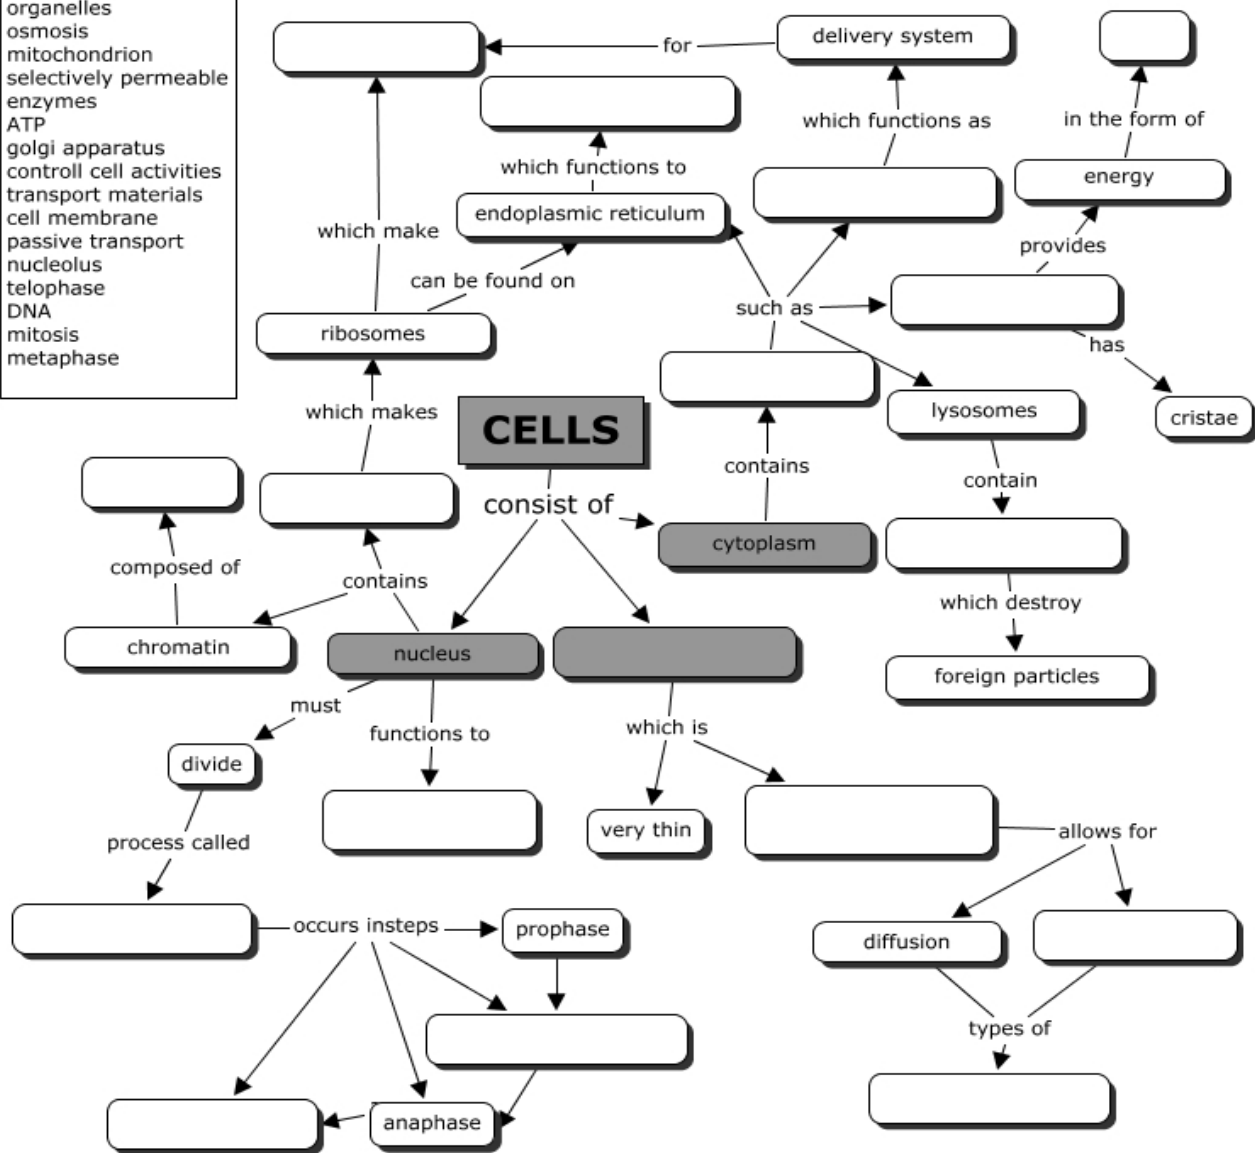 organelles
osmosis
mitochondrion
selectively permeable
enzymes
ATP
golgi apparatus
controll cell activities
transport materials
cell membrane
passive transport
nucleolus
telophase
DNA
mitosis
metaphase
for
delivery system
which functions as
in the form of
which functions to
energy
endoplasmic reticulum
which make
can be found on
provides
such as
ribosomes
has
which makes
lysosomes
cristae
CELLS
contains
contain
consist of
cytoplasm
composed of
contains
which destroy
chromatin
nucleus
foreign particles
must
functions to
which is
divide
very thin
process called
allows for
occurs insteps
prophase
diffusion
types of
anaphase